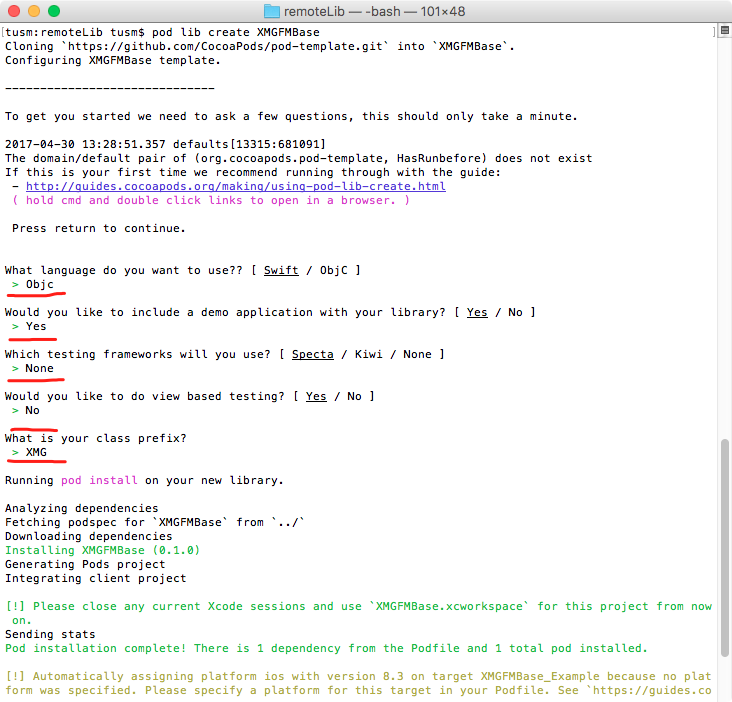 remoteLib — -bash — 101×48
[tusm:remoteLib tusm$ pod lib create XMGFMBase ]
Cloning `https://github.com/CocoaPods/pod-template.git` into `XMGFMBase`.
Configuring XMGFMBase template.
------------------------------
To get you started we need to ask a few questions, this should only take a minute.
2017-04-30 13:28:51.357 defaults[13315:681091]
The domain/default pair of (org.cocoapods.pod-template, HasRunbefore) does not exist
If this is your first time we recommend running through with the guide:
- http://guides.cocoapods.org/making/using-pod-lib-create.html
( hold cmd and double click links to open in a browser. )
Press return to continue.
What language do you want to use?? [ Swift / ObjC ]
> Objc
Would you like to include a demo application with your library? [ Yes / No ]
> Yes
Which testing frameworks will you use? [ Specta / Kiwi / None ]
> None
Would you like to do view based testing? [ Yes / No ]
> No
What is your class prefix?
> XMG
Running pod install on your new library.
Analyzing dependencies
Fetching podspec for `XMGFMBase` from `../`
Downloading dependencies
Installing XMGFMBase (0.1.0)
Generating Pods project
Integrating client project
[!] Please close any current Xcode sessions and use `XMGFMBase.xcworkspace` for this project from now
on.
Sending stats
Pod installation complete! There is 1 dependency from the Podfile and 1 total pod installed.
[!] Automatically assigning platform ios with version 8.3 on target XMGFMBase_Example because no plat
form was specified. Please specify a platform for this target in your Podfile. See `https://guides.co